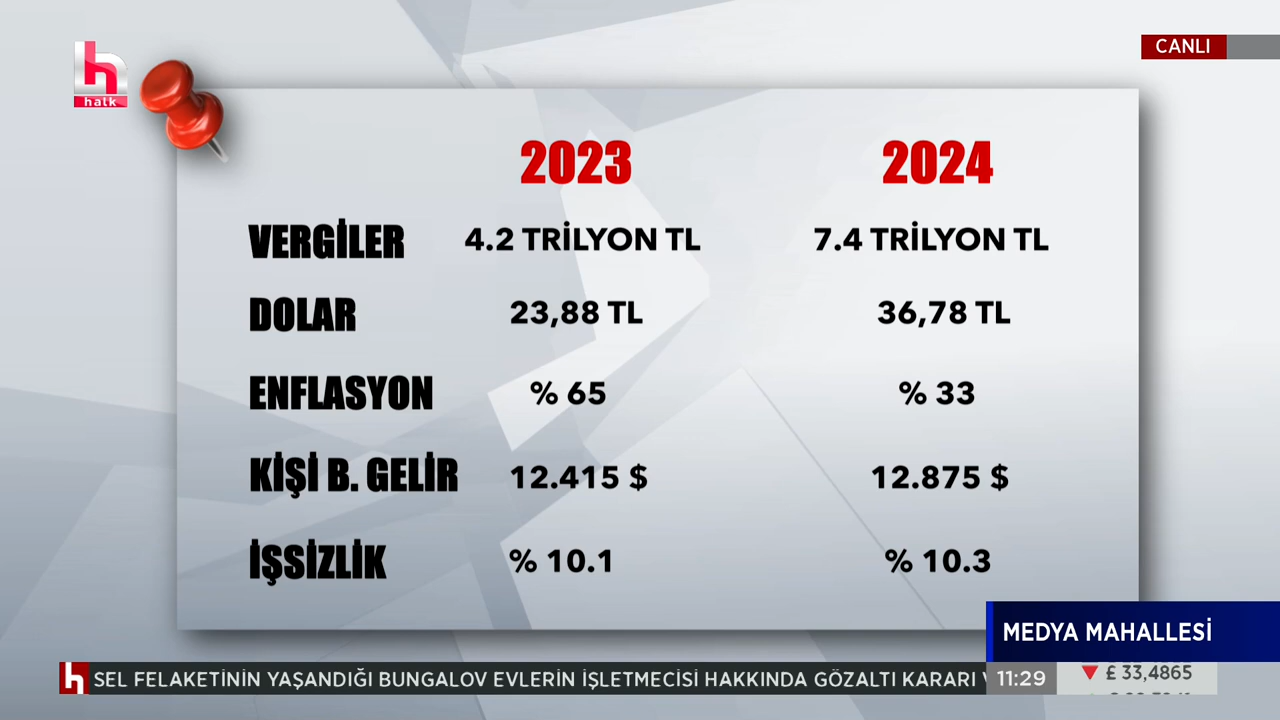 h
halk
CANLI
2023 2024
VERGİLER 4.2 TRİLYON TL 7.4 TRİLYON TL
DOLAR 23,88 TL 36,78 TL
ENFLASYON % 65 % 33
KİŞİ B. GELİR 12.415 $ 12.875 $
İŞSİZLİK % 10.1 % 10.3
MEDYA MAHALLESİ
h SEL FELAKETİNİN YAŞANDIĞI BUNGALOV EVLERİN İŞLETMECİSİ HAKKINDA GÖZALTI KARARI 11:29 £ 33,4865